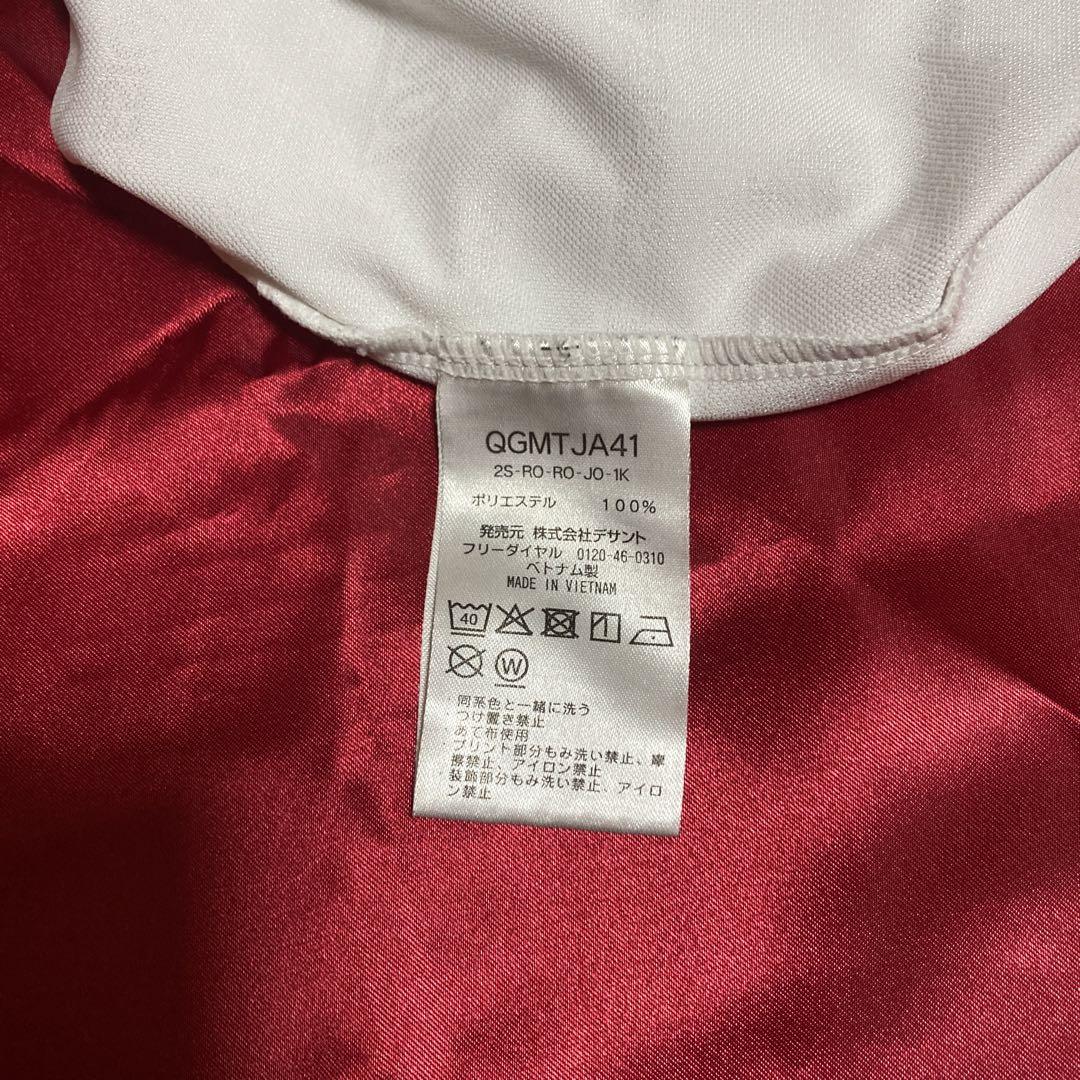 QGMTJA41
2S-RO-RO-JO-1K
ポリエステル 100%
発売元 株式会社デサント
フリーダイヤル 0120-46-0310
ベトナム製
MADE IN VIETNAM
40
W
・同系色と一緒に洗う
・つけ置き禁止
・あて布使用
・プリント部分もみ洗い禁止、摩
擦禁止、アイロン禁止
・装飾部分もみ洗い禁止、アイロ
ン禁止